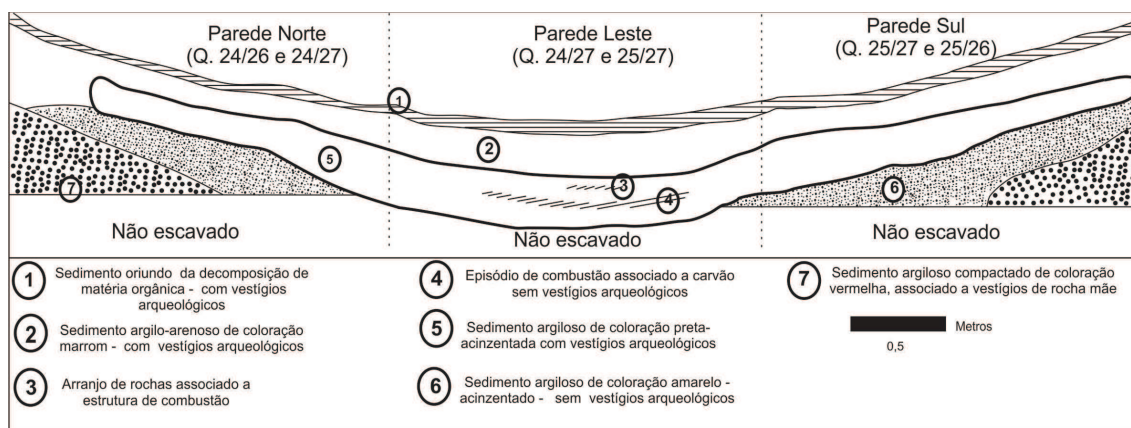 Parede Norte
(Q. 24/26 e 24/27)
Parede Leste
(Q. 24/27 e 25/27)
Parede Sul
(Q. 25/27 e 25/26)
1
2
3
4
5
6
7
Não escavado
Não escavado
Não escavado
1 Sedimento oriundo da decomposição de
matéria orgânica - com vestígios
arqueológicos
2 Sedimento argilo-arenoso de coloração
marrom - com vestígios arqueológicos
3 Arranjo de rochas associado a
estrutura de combustão
4 Episódio de combustão associado a carvão
sem vestígios arqueológicos
5 Sedimento argiloso de coloração preta-
acinzentada com vestígios arqueológicos
6 Sedimento argiloso de coloração amarelo -
acinzentado - sem vestígios arqueológicos
7 Sedimento argiloso compactado de coloração
vermelha, associado a vestígios de rocha mãe
Metros
0,5